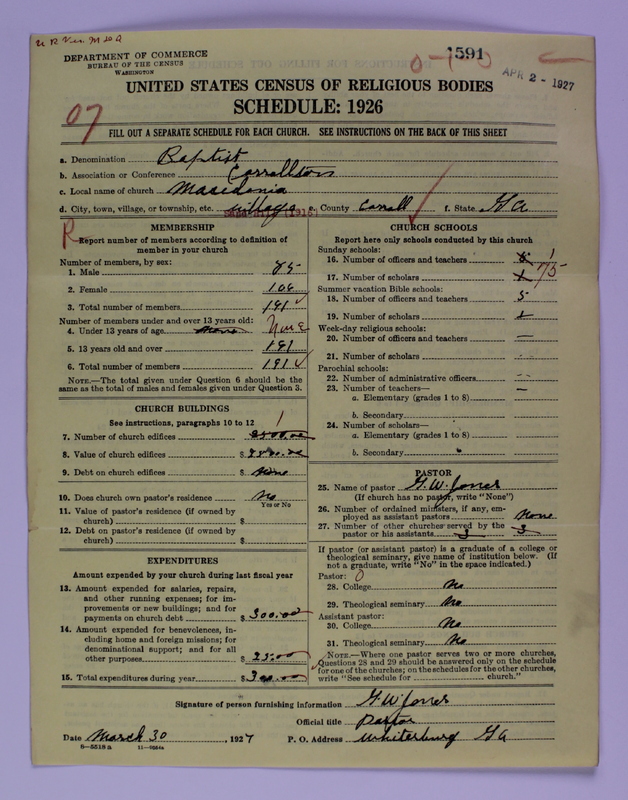 1591
APR 2 - 1927
DEPARTMENT OF COMMERCE
BUREAU OF THE CENSUS
WASHINGTON
UNITED STATES CENSUS OF RELIGIOUS BODIES
SCHEDULE: 1926
07
FILL OUT A SEPARATE SCHEDULE FOR EACH CHURCH. SEE INSTRUCTIONS ON THE BACK OF THIS SHEET
a. Denomination Baptist
b. Association or Conference Carrollton
c. Local name of church Macedonia
d. City, town, village, or township, etc. village e. County Carroll f. State GA
R
MEMBERSHIP
Report number of members according to definition of member in your church
Number of members, by sex:
1. Male 85
2. Female 106
3. Total number of members 191
Number of members under and over 13 years old:
4. Under 13 years of age None None
5. 13 years old and over 191
6. Total number of members 191
NOTE.—The total given under Question 6 should be the
same as the total of males and females given under Question 3.
CHURCH BUILDINGS
See instructions, paragraphs 10 to 12
7. Number of church edifices 1
8. Value of church edifices $
9. Debt on church edifices $ None
10. Does church own pastor's residence No
Yes or No
11. Value of pastor's residence (if owned by
church) $
12. Debt on pastor's residence (if owned by
church) $
EXPENDITURES
Amount expended by your church during last fiscal year
13. Amount expended for salaries, repairs,
and other running expenses; for im-
provements or new buildings; and for
payments on church debt $ 300.00
14. Amount expended for benevolences, in-
cluding home and foreign missions; for
denominational support; and for all
other purposes $ 25.00
15. Total expenditures during year $ 300.00
CHURCH SCHOOLS
Report here only schools conducted by this church
Sunday schools:
16. Number of officers and teachers 5 1
17. Number of scholars 1 75
Summer vacation Bible schools:
18. Number of officers and teachers 5
19. Number of scholars 1
Week-day religious schools:
20. Number of officers and teachers —
21. Number of scholars —
Parochial schools:
22. Number of administrative officers —
23. Number of teachers—
a. Elementary (grades 1 to 8)
b. Secondary
24. Number of scholars—
a. Elementary (grades 1 to 8)
b. Secondary
PASTOR
25. Name of pastor G. W. Jones
(If church has no pastor, write "None")
26. Number of ordained ministers, if any, em-
ployed as assistant pastors None
27. Number of other churches served by the
pastor or his assistants 3 3
If pastor (or assistant pastor) is a graduate of a college or
theological seminary, give name of institution below. (If
not a graduate, write "No" in the space indicated.)
Pastor: 0
28. College No
29. Theological seminary No
Assistant pastor:
30. College No
31. Theological seminary No
NOTE.—Where one pastor serves two or more churches,
Questions 28 and 29 should be answered only on the schedule
for one of the churches; on the schedules for the other churches,
write "See schedule for church."
Signature of person furnishing information G. W. Jones
Official title Pastor
Date March 30, 1927 P. O. Address Whitesburg GA
8-5518a 11-9054a